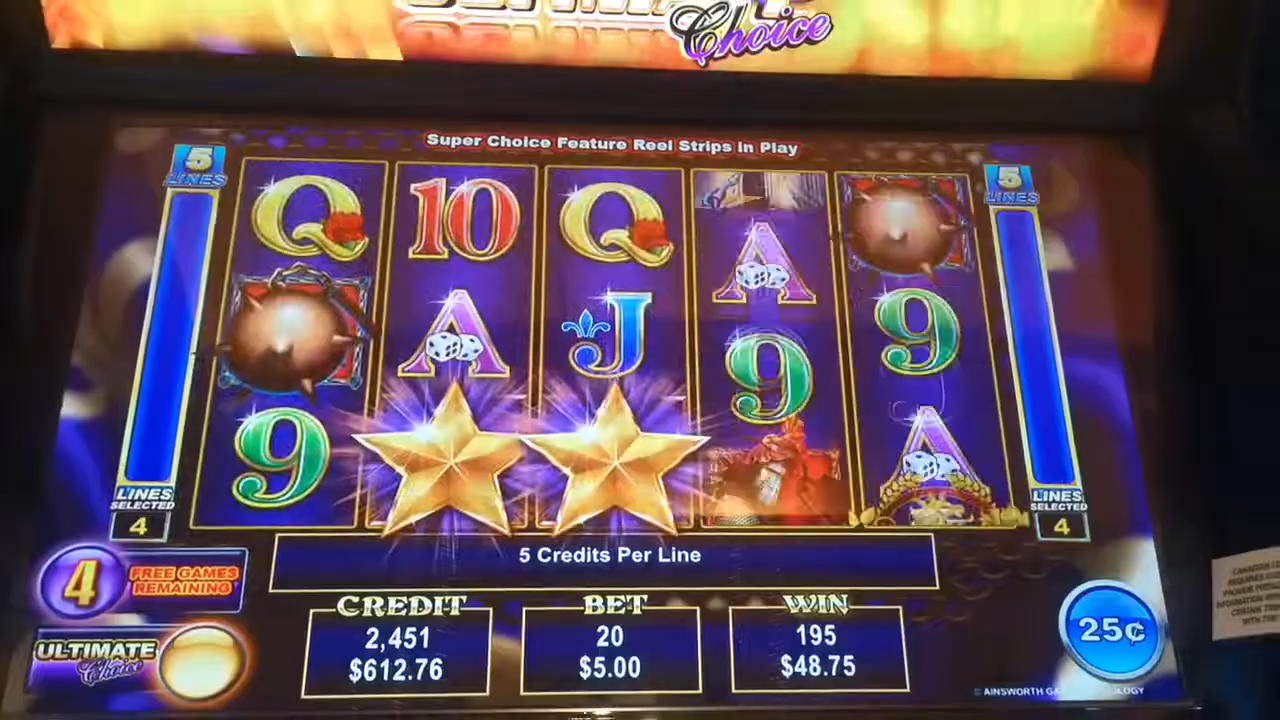 Choice
Super Choice Feature Reel Strips In Play
5
LINES
5
LINES
Q 10 Q
A
A J 9 9
9
A
LINES
SELECTED
4
LINES
SELECTED
4
5 Credits Per Line
4 FREE GAMES
REMAINING
ULTIMATE
Choice
CREDIT
2,451
$612.76
BET
20
$5.00
WIN
195
$48.75
25¢